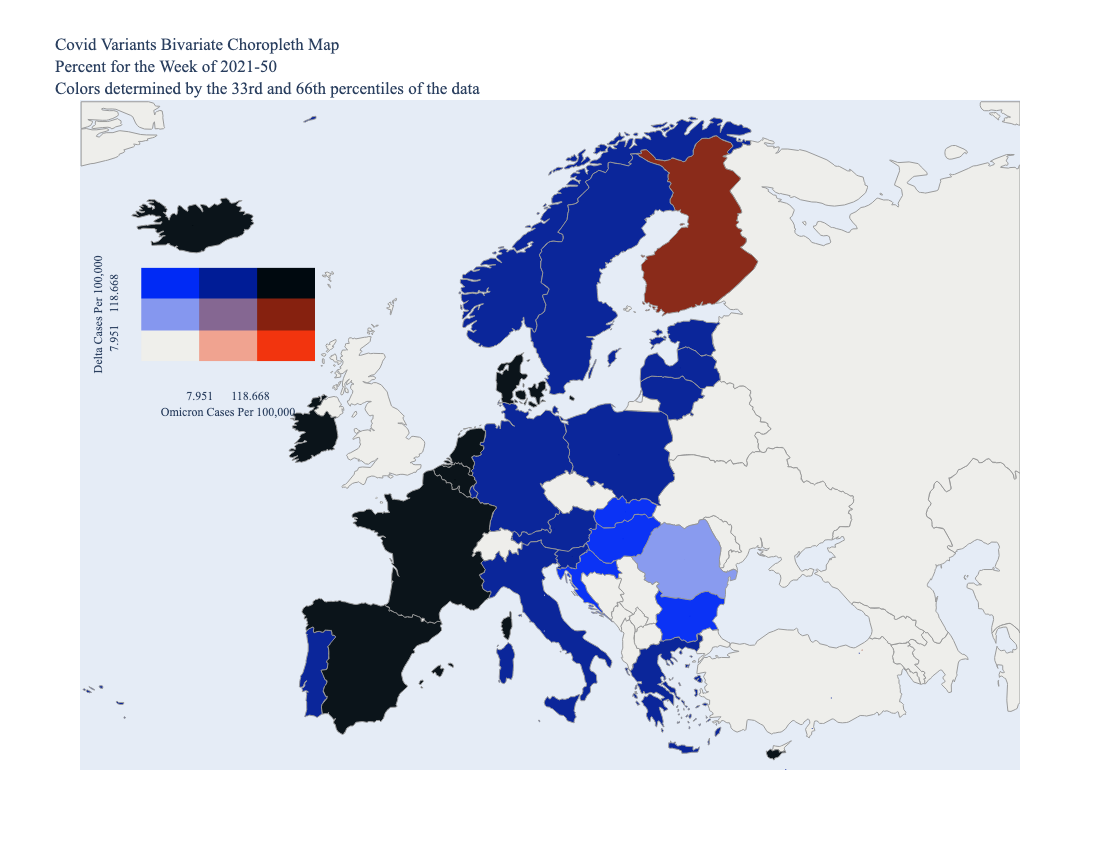 Covid Variants Bivariate Choropleth Map
Percent for the Week of 2021-50
Colors determined by the 33rd and 66th percentiles of the data
Delta Cases Per 100,000
7.951 118.668
7.951 118.668
Omicron Cases Per 100,000